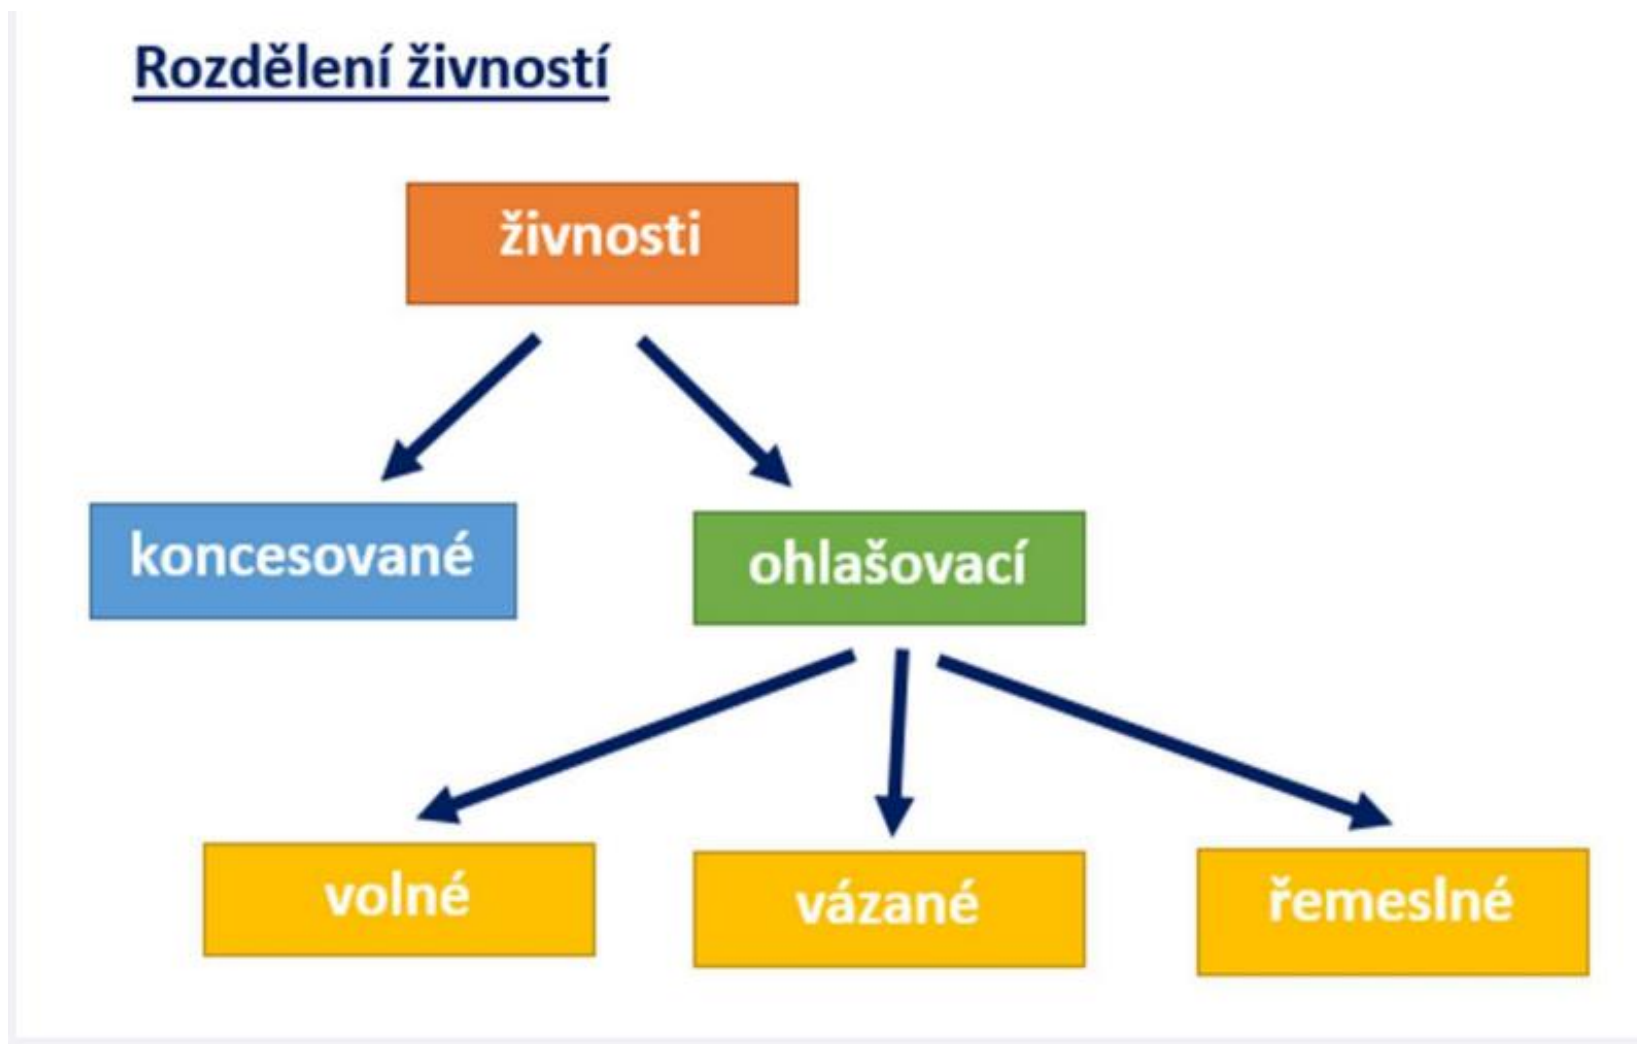 Rozdělení živností
živnosti
koncesované
ohlašovací
volné
vázané
řemeslné